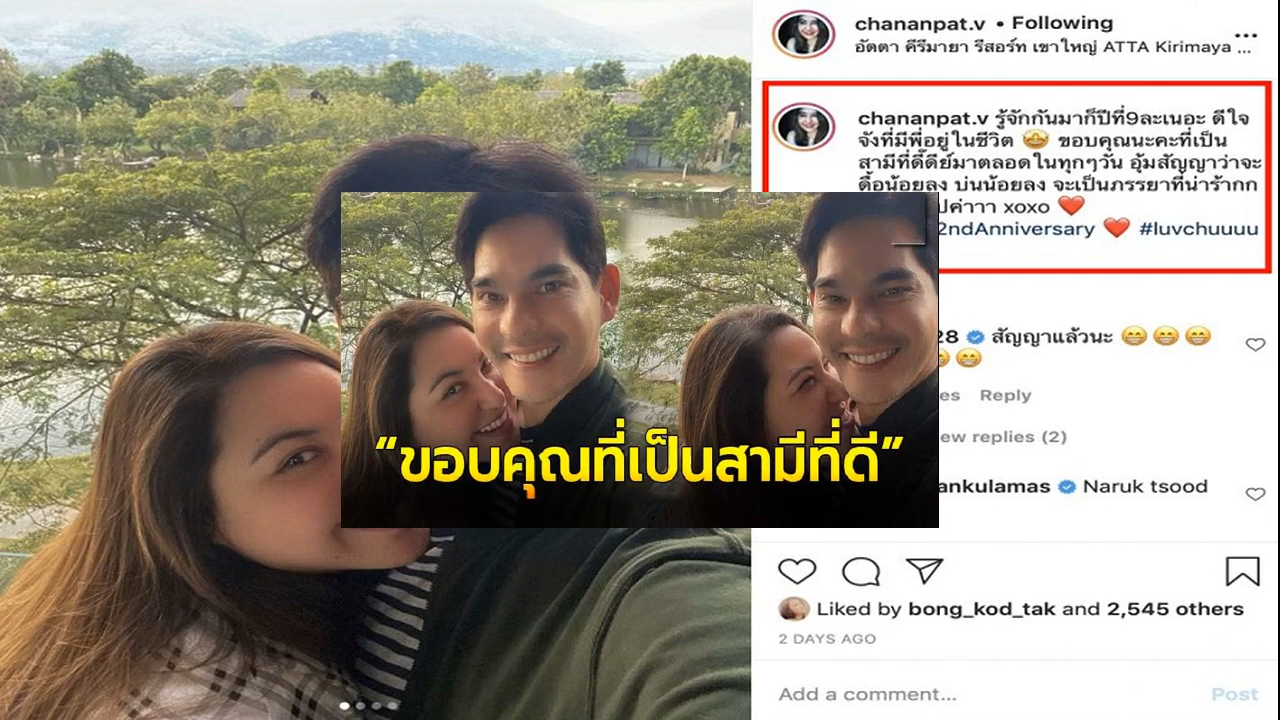 chananpat.v • Following
อัตตา คีรีมายา รีสอร์ท เขาใหญ่ ATTA Kirimaya ...
chananpat.v รู้จักกันมาก็ปีที่9ละเนอะ ดีใจ
จังที่มีพี่อยู่ในชีวิต 🤩 ขอบคุณนะคะที่เป็น
สามีที่ดี๊ดีย์มาตลอดในทุกๆวัน อุ้มสัญญาว่าจะ
ดื้อน้อยลง บ่นน้อยลง จะเป็นภรรยาที่น่าร้ากก
ปค่าาา xoxo ❤️
2ndAnniversary ❤️ #luvchuuuu
28 สัญญาแล้วนะ 😁 😁 😁
😁 😁
es Reply
ew replies (2)
“ขอบคุณที่เป็นสามีที่ดี”
ankulamas Naruk tsood
Liked by bong_kod_tak and 2,545 others
2 DAYS AGO
Add a comment...
Post